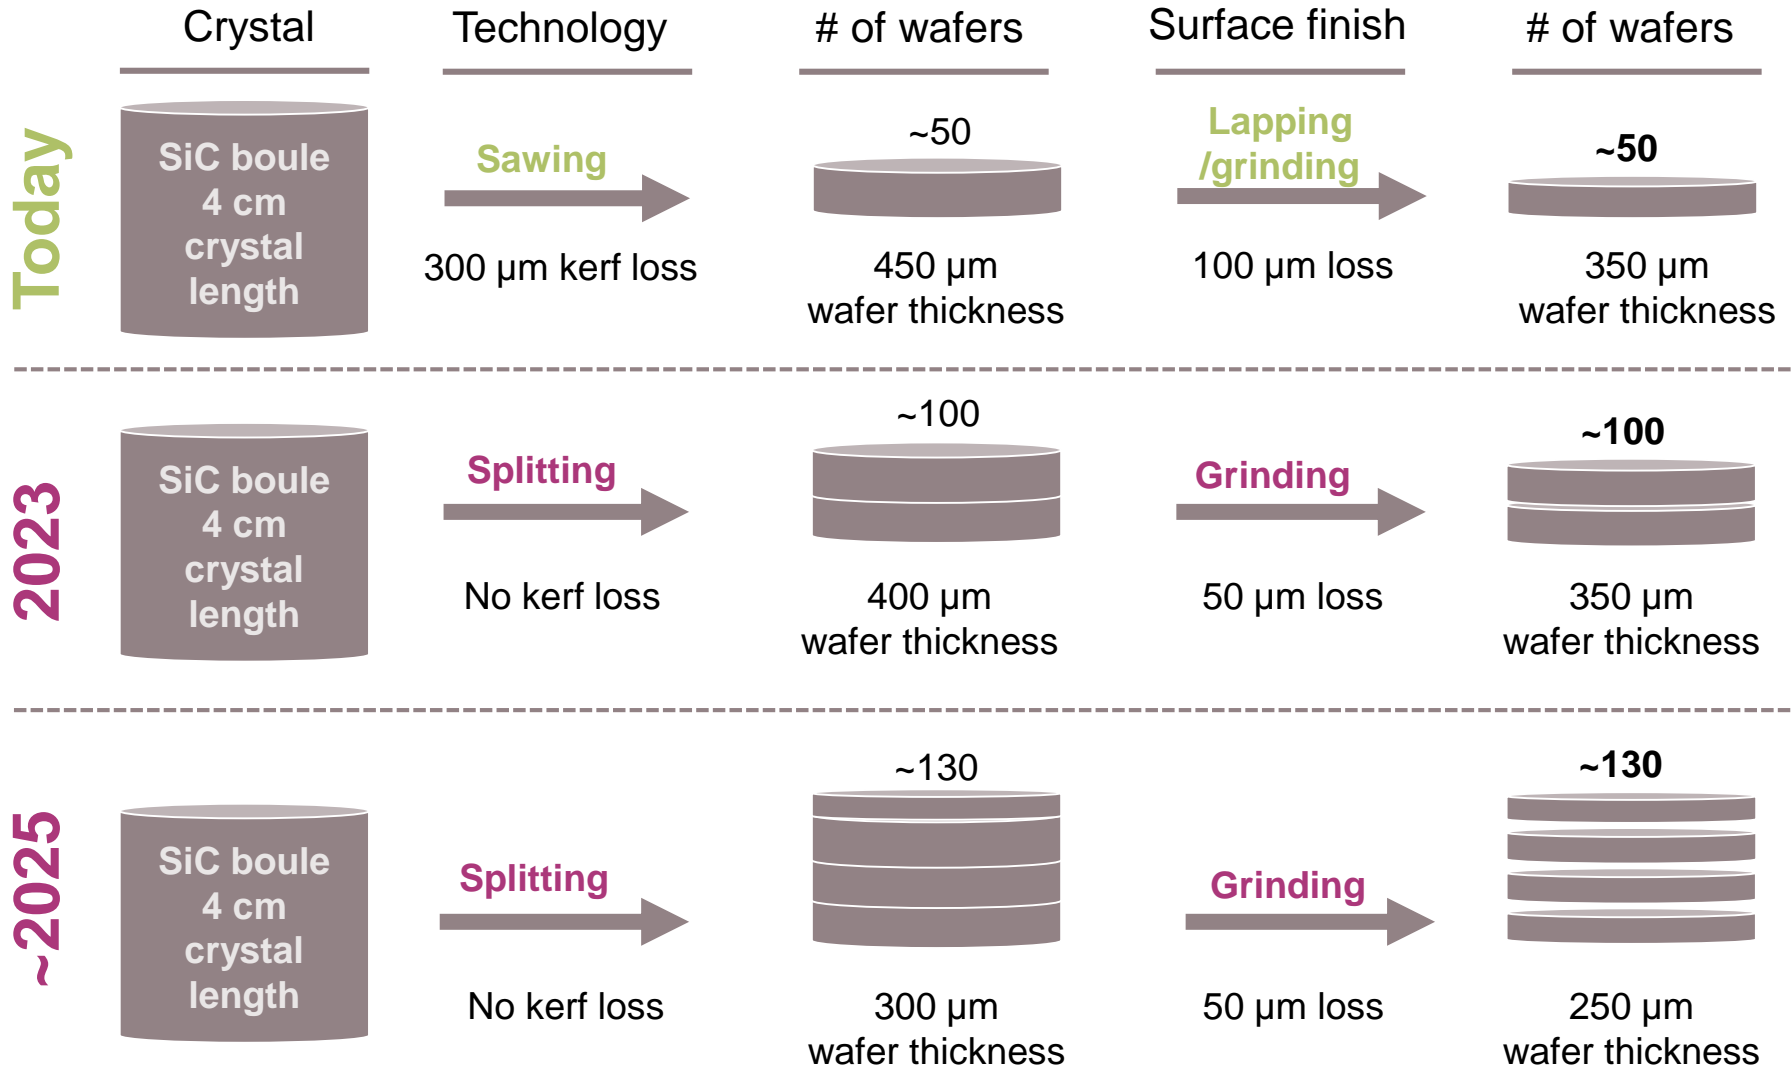 Crystal
Technology
# of wafers
Surface finish
# of wafers
Today
SiC boule
4 cm
crystal
length
Sawing
300 µm kerf loss
~50
450 µm
wafer thickness
Lapping
/grinding
100 µm loss
~50
350 µm
wafer thickness
2023
SiC boule
4 cm
crystal
length
Splitting
No kerf loss
~100
400 µm
wafer thickness
Grinding
50 µm loss
~100
350 µm
wafer thickness
~2025
SiC boule
4 cm
crystal
length
Splitting
No kerf loss
~130
300 µm
wafer thickness
Grinding
50 µm loss
~130
250 µm
wafer thickness